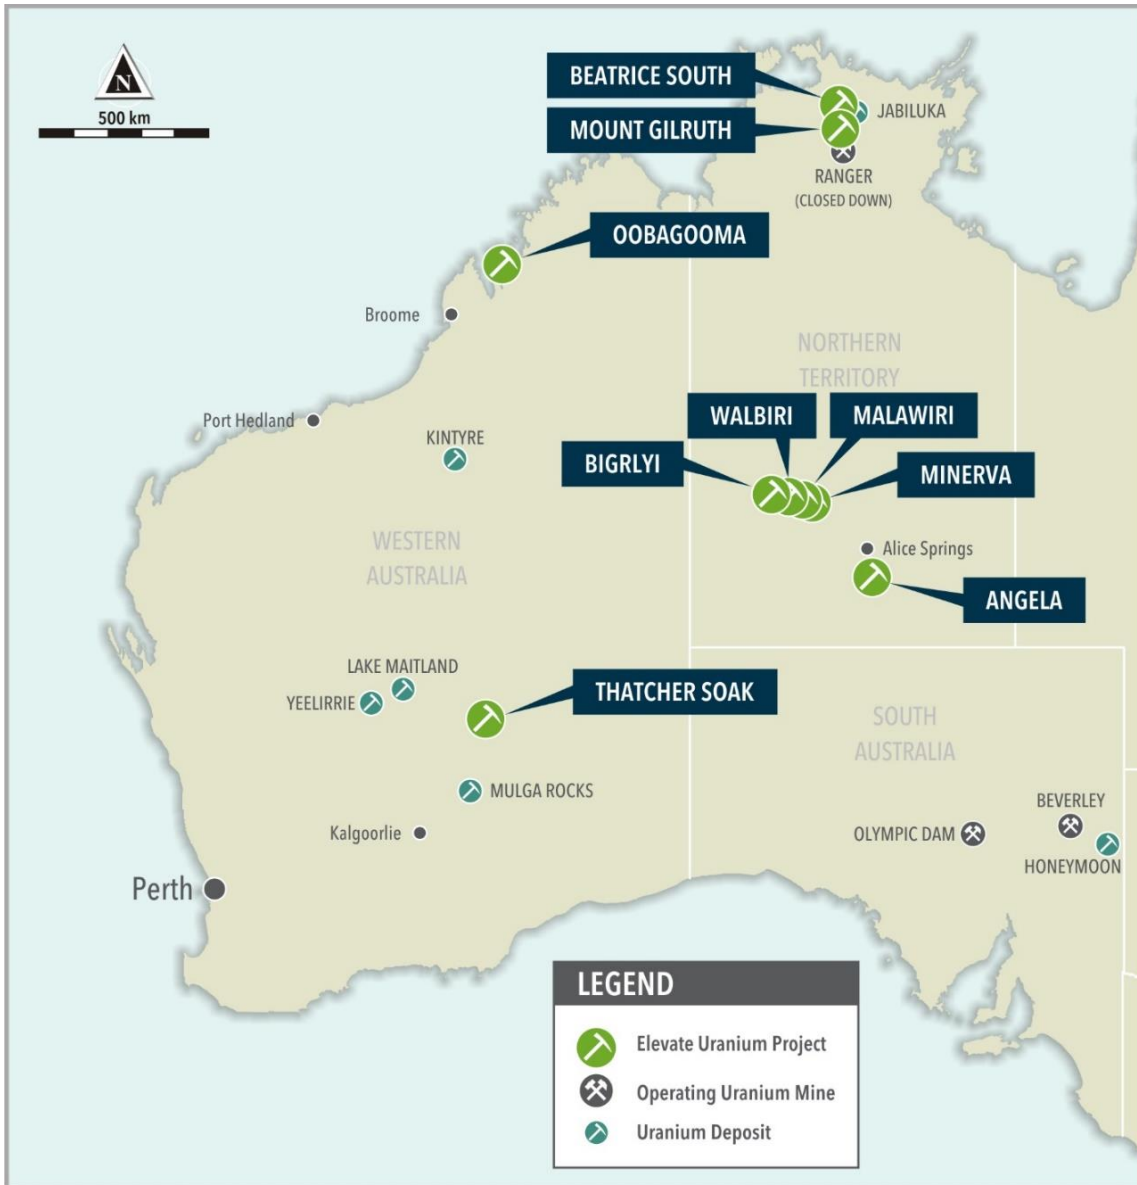 N
500 km
BEATRICE SOUTH
JABILUKA
MOUNT GILRUTH
RANGER
(CLOSED DOWN)
OOBAGOOMA
Broome
NORTHERN
TERRITORY
Port Hedland
WALBIRI
MALAWIRI
KINTYRE
BIGRLYI
MINERVA
WESTERN
AUSTRALIA
Alice Springs
ANGELA
LAKE MAITLAND
YEELIRRIE
THATCHER SOAK
SOUTH
AUSTRALIA
MULGA ROCKS
BEVERLEY
Kalgoorlie
OLYMPIC DAM
HONEYMOON
Perth
LEGEND
Elevate Uranium Project
Operating Uranium Mine
Uranium Deposit